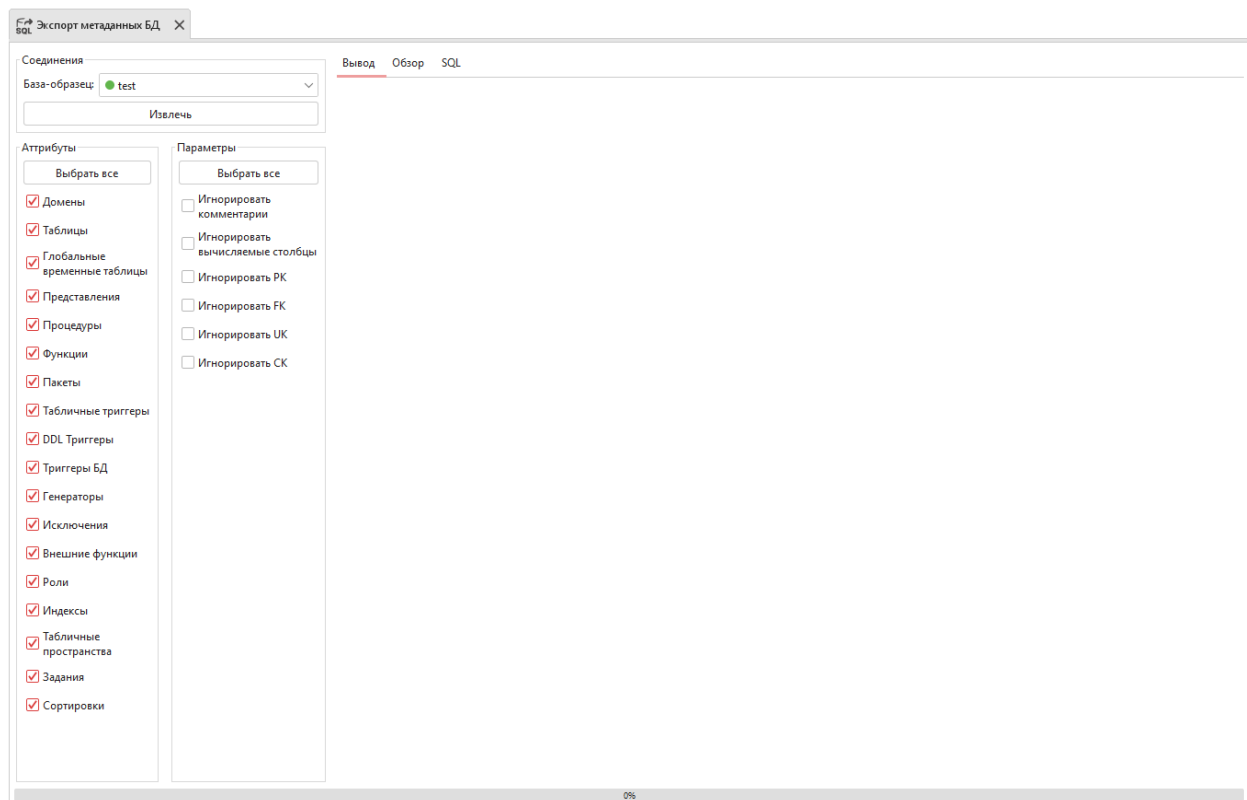 SQL Экспорт метаданных БД
Соединения
База-образец: test
Извлечь
Аттрибуты
Выбрать все
Домены
Таблицы
Глобальные
временные таблицы
Представления
Процедуры
Функции
Пакеты
Табличные триггеры
DDL Триггеры
Триггеры БД
Генераторы
Исключения
Внешние функции
Роли
Индексы
Табличные
пространства
Задания
Сортировки
Параметры
Выбрать все
Игнорировать
комментарии
Игнорировать
вычисляемые столбцы
Игнорировать PK
Игнорировать FK
Игнорировать UK
Игнорировать CK
Вывод Обзор SQL
0%